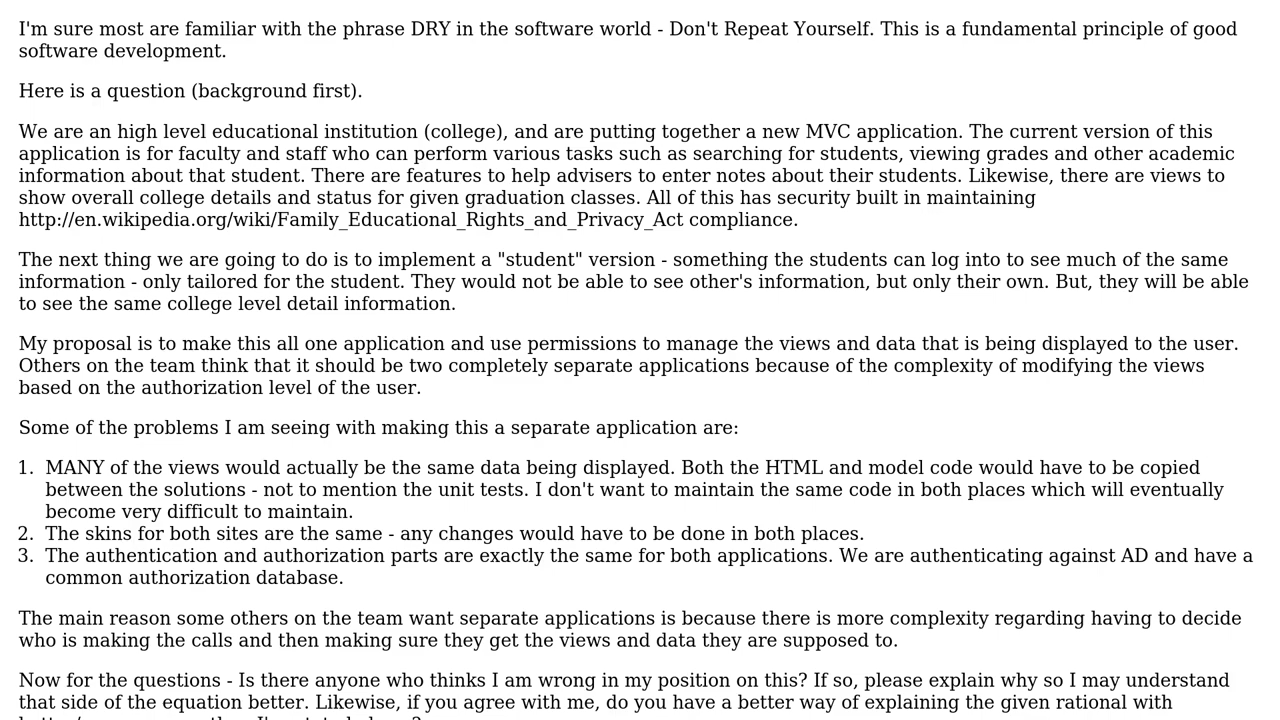 I'm sure most are familiar with the phrase DRY in the software world - Don't Repeat Yourself. This is a fundamental principle of good
software development.
Here is a question (background first).
We are an high level educational institution (college), and are putting together a new MVC application. The current version of this
application is for faculty and staff who can perform various tasks such as searching for students, viewing grades and other academic
information about that student. There are features to help advisers to enter notes about their students. Likewise, there are views to
show overall college details and status for given graduation classes. All of this has security built in maintaining
http://en.wikipedia.org/wiki/Family_Educational_Rights_and_Privacy_Act compliance.
The next thing we are going to do is to implement a "student" version - something the students can log into to see much of the same
information - only tailored for the student. They would not be able to see other's information, but only their own. But, they will be able
to see the same college level detail information.
My proposal is to make this all one application and use permissions to manage the views and data that is being displayed to the user.
Others on the team think that it should be two completely separate applications because of the complexity of modifying the views
based on the authorization level of the user.
Some of the problems I am seeing with making this a separate application are:
1. MANY of the views would actually be the same data being displayed. Both the HTML and model code would have to be copied
between the solutions - not to mention the unit tests. I don't want to maintain the same code in both places which will eventually
become very difficult to maintain.
2. The skins for both sites are the same - any changes would have to be done in both places.
3. The authentication and authorization parts are exactly the same for both applications. We are authenticating against AD and have a
common authorization database.
The main reason some others on the team want separate applications is because there is more complexity regarding having to decide
who is making the calls and then making sure they get the views and data they are supposed to.
Now for the questions - Is there anyone who thinks I am wrong in my position on this? If so, please explain why so I may understand
that side of the equation better. Likewise, if you agree with me, do you have a better way of explaining the given rational with